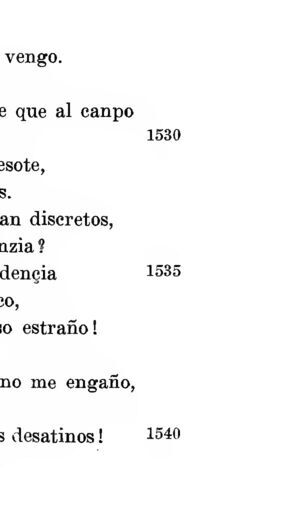 vengo.
e que al canpo
1530
esote,
s.
an discretos,
nzia?
dençia 1535
co,
so estraño!
no me engaño,
s desatinos! 1540